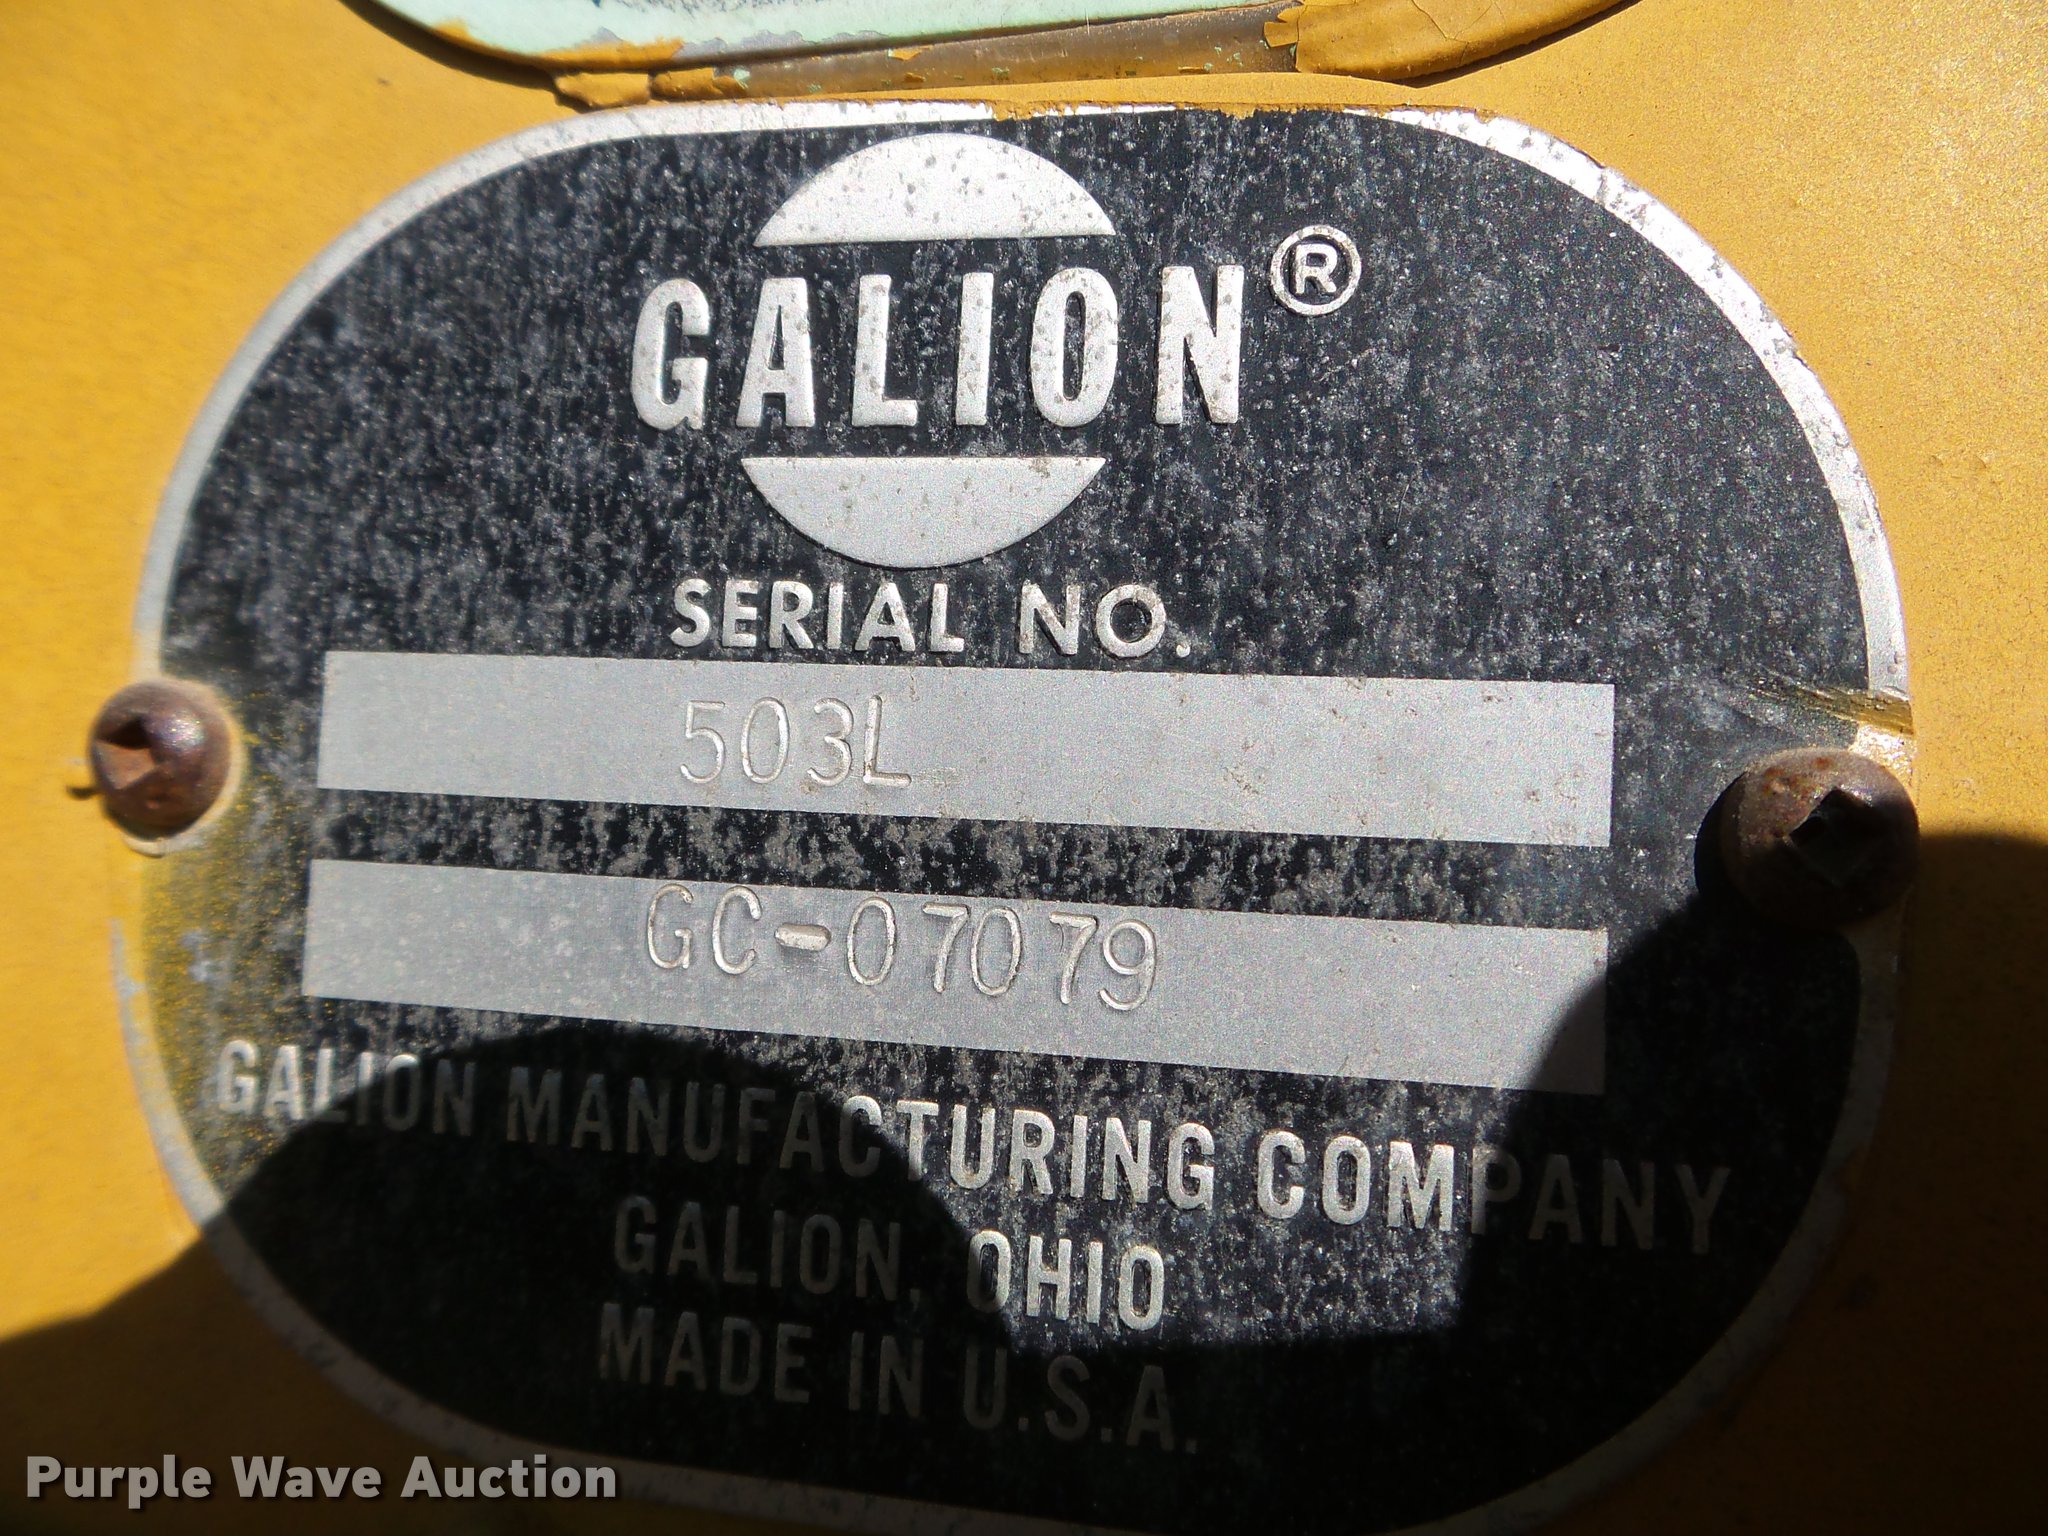 GALION®
SERIAL NO.
503L
GC-07079
GALION MANUFACTURING COMPANY
GALION, OHIO
MADE IN U.S.A.
Purple Wave Auction